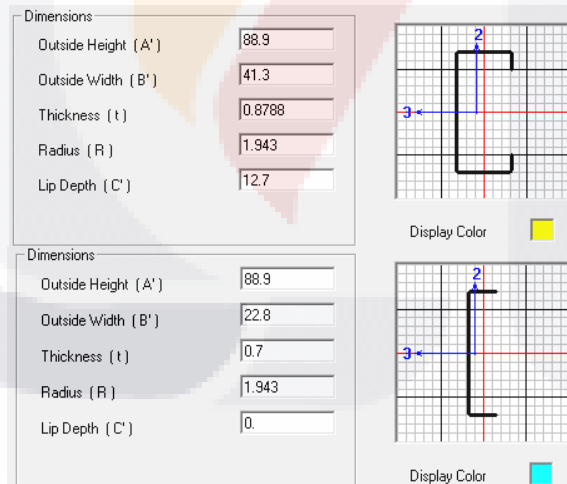 Dimensions
Outside Height ( A' ) 88.9
Outside Width ( B' ) 41.3
Thickness ( t ) 0.8788
Radius ( R ) 1.943
Lip Depth ( C' ) 12.7
2
3
Display Color
Dimensions
Outside Height ( A' ) 88.9
Outside Width ( B' ) 22.8
Thickness ( t ) 0.7
Radius ( R ) 1.943
Lip Depth ( C' ) 0.
2
3
Display Color